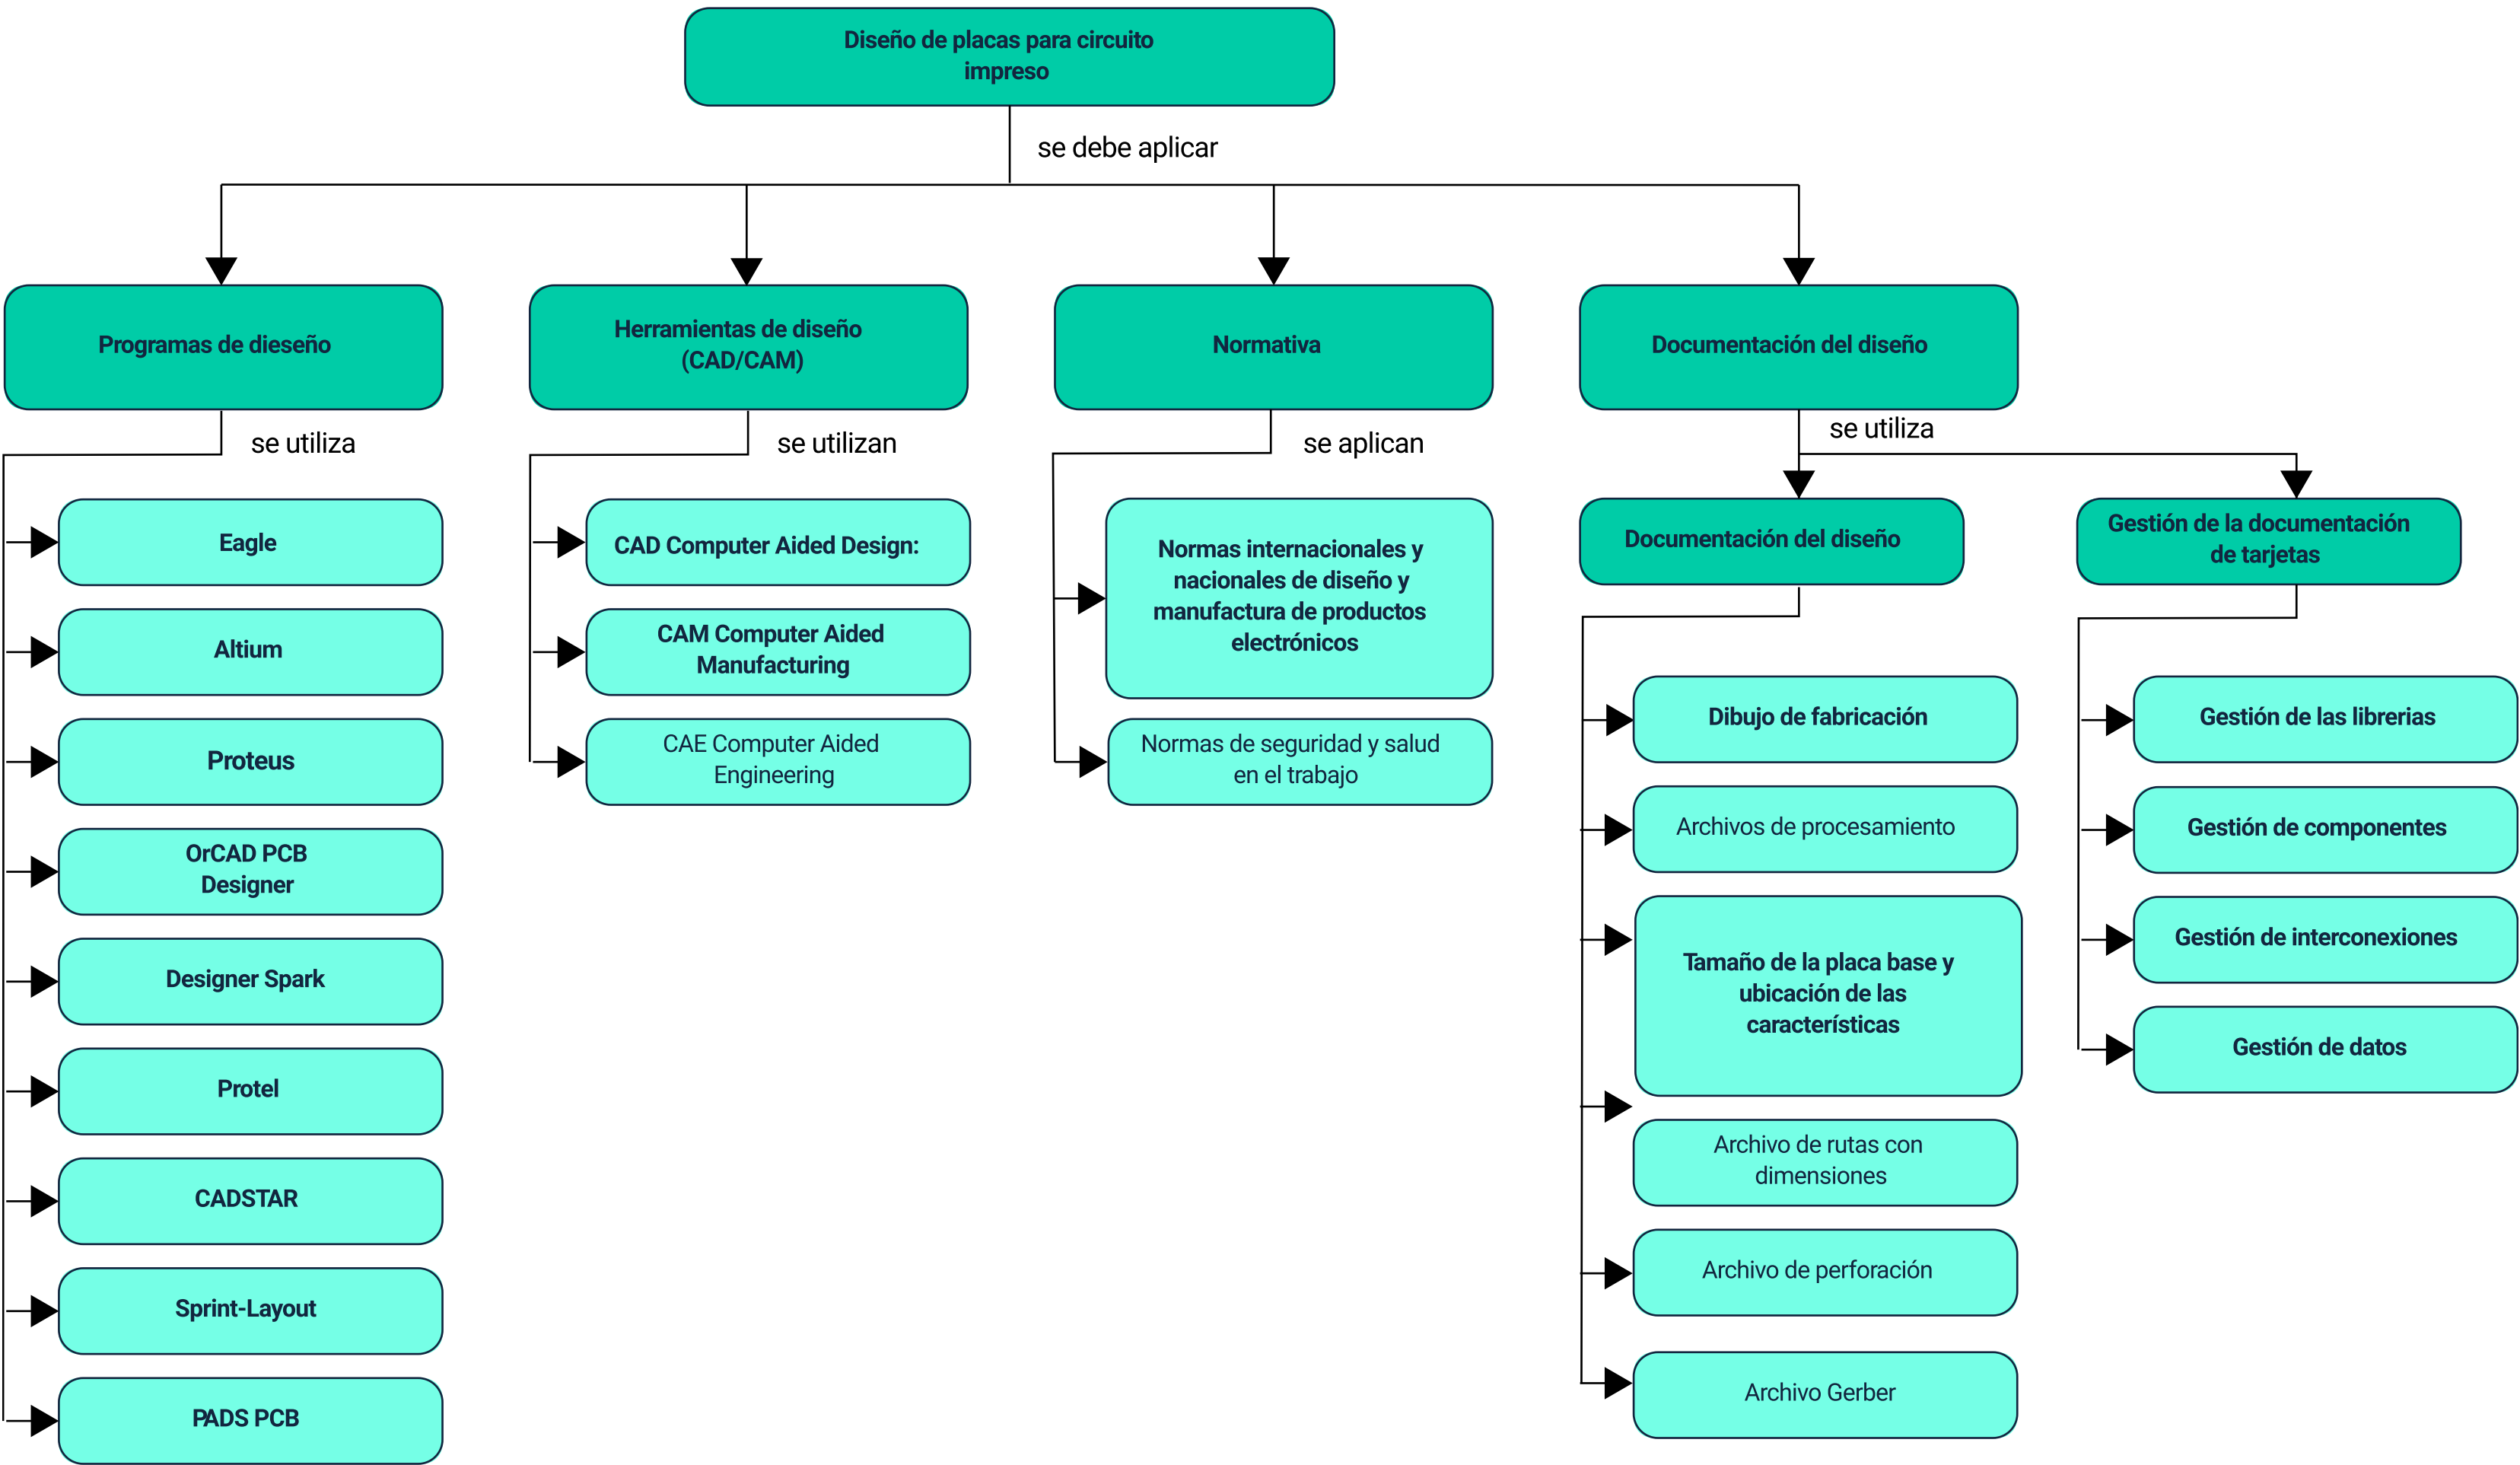 Diseño de placas para circuito
impreso
se debe aplicar
Programas de dieseño
Herramientas de diseño
(CAD/CAM)
Normativa
Documentación del diseño
se utiliza
se utilizan
se aplican
se utiliza
Eagle
Altium
Proteus
OrCAD PCB
Designer
Designer Spark
Protel
CADSTAR
Sprint-Layout
PADS PCB
CAD Computer Aided Design:
CAM Computer Aided
Manufacturing
CAE Computer Aided
Engineering
Normas internacionales y
nacionales de diseño y
manufactura de productos
electrónicos
Normas de seguridad y salud
en el trabajo
Documentación del diseño
Dibujo de fabricación
Archivos de procesamiento
Tamaño de la placa base y
ubicación de las
características
Archivo de rutas con
dimensiones
Archivo de perforación
Archivo Gerber
Gestión de la documentación
de tarjetas
Gestión de las librerias
Gestión de componentes
Gestión de interconexiones
Gestión de datos